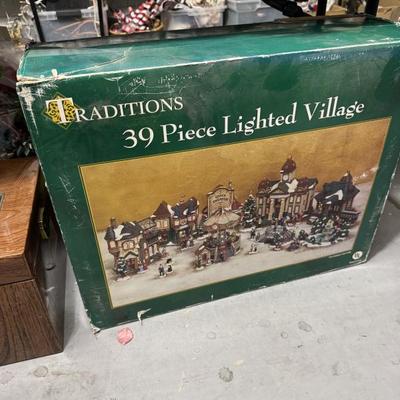 TRADITIONS
39 Piece Lighted Village